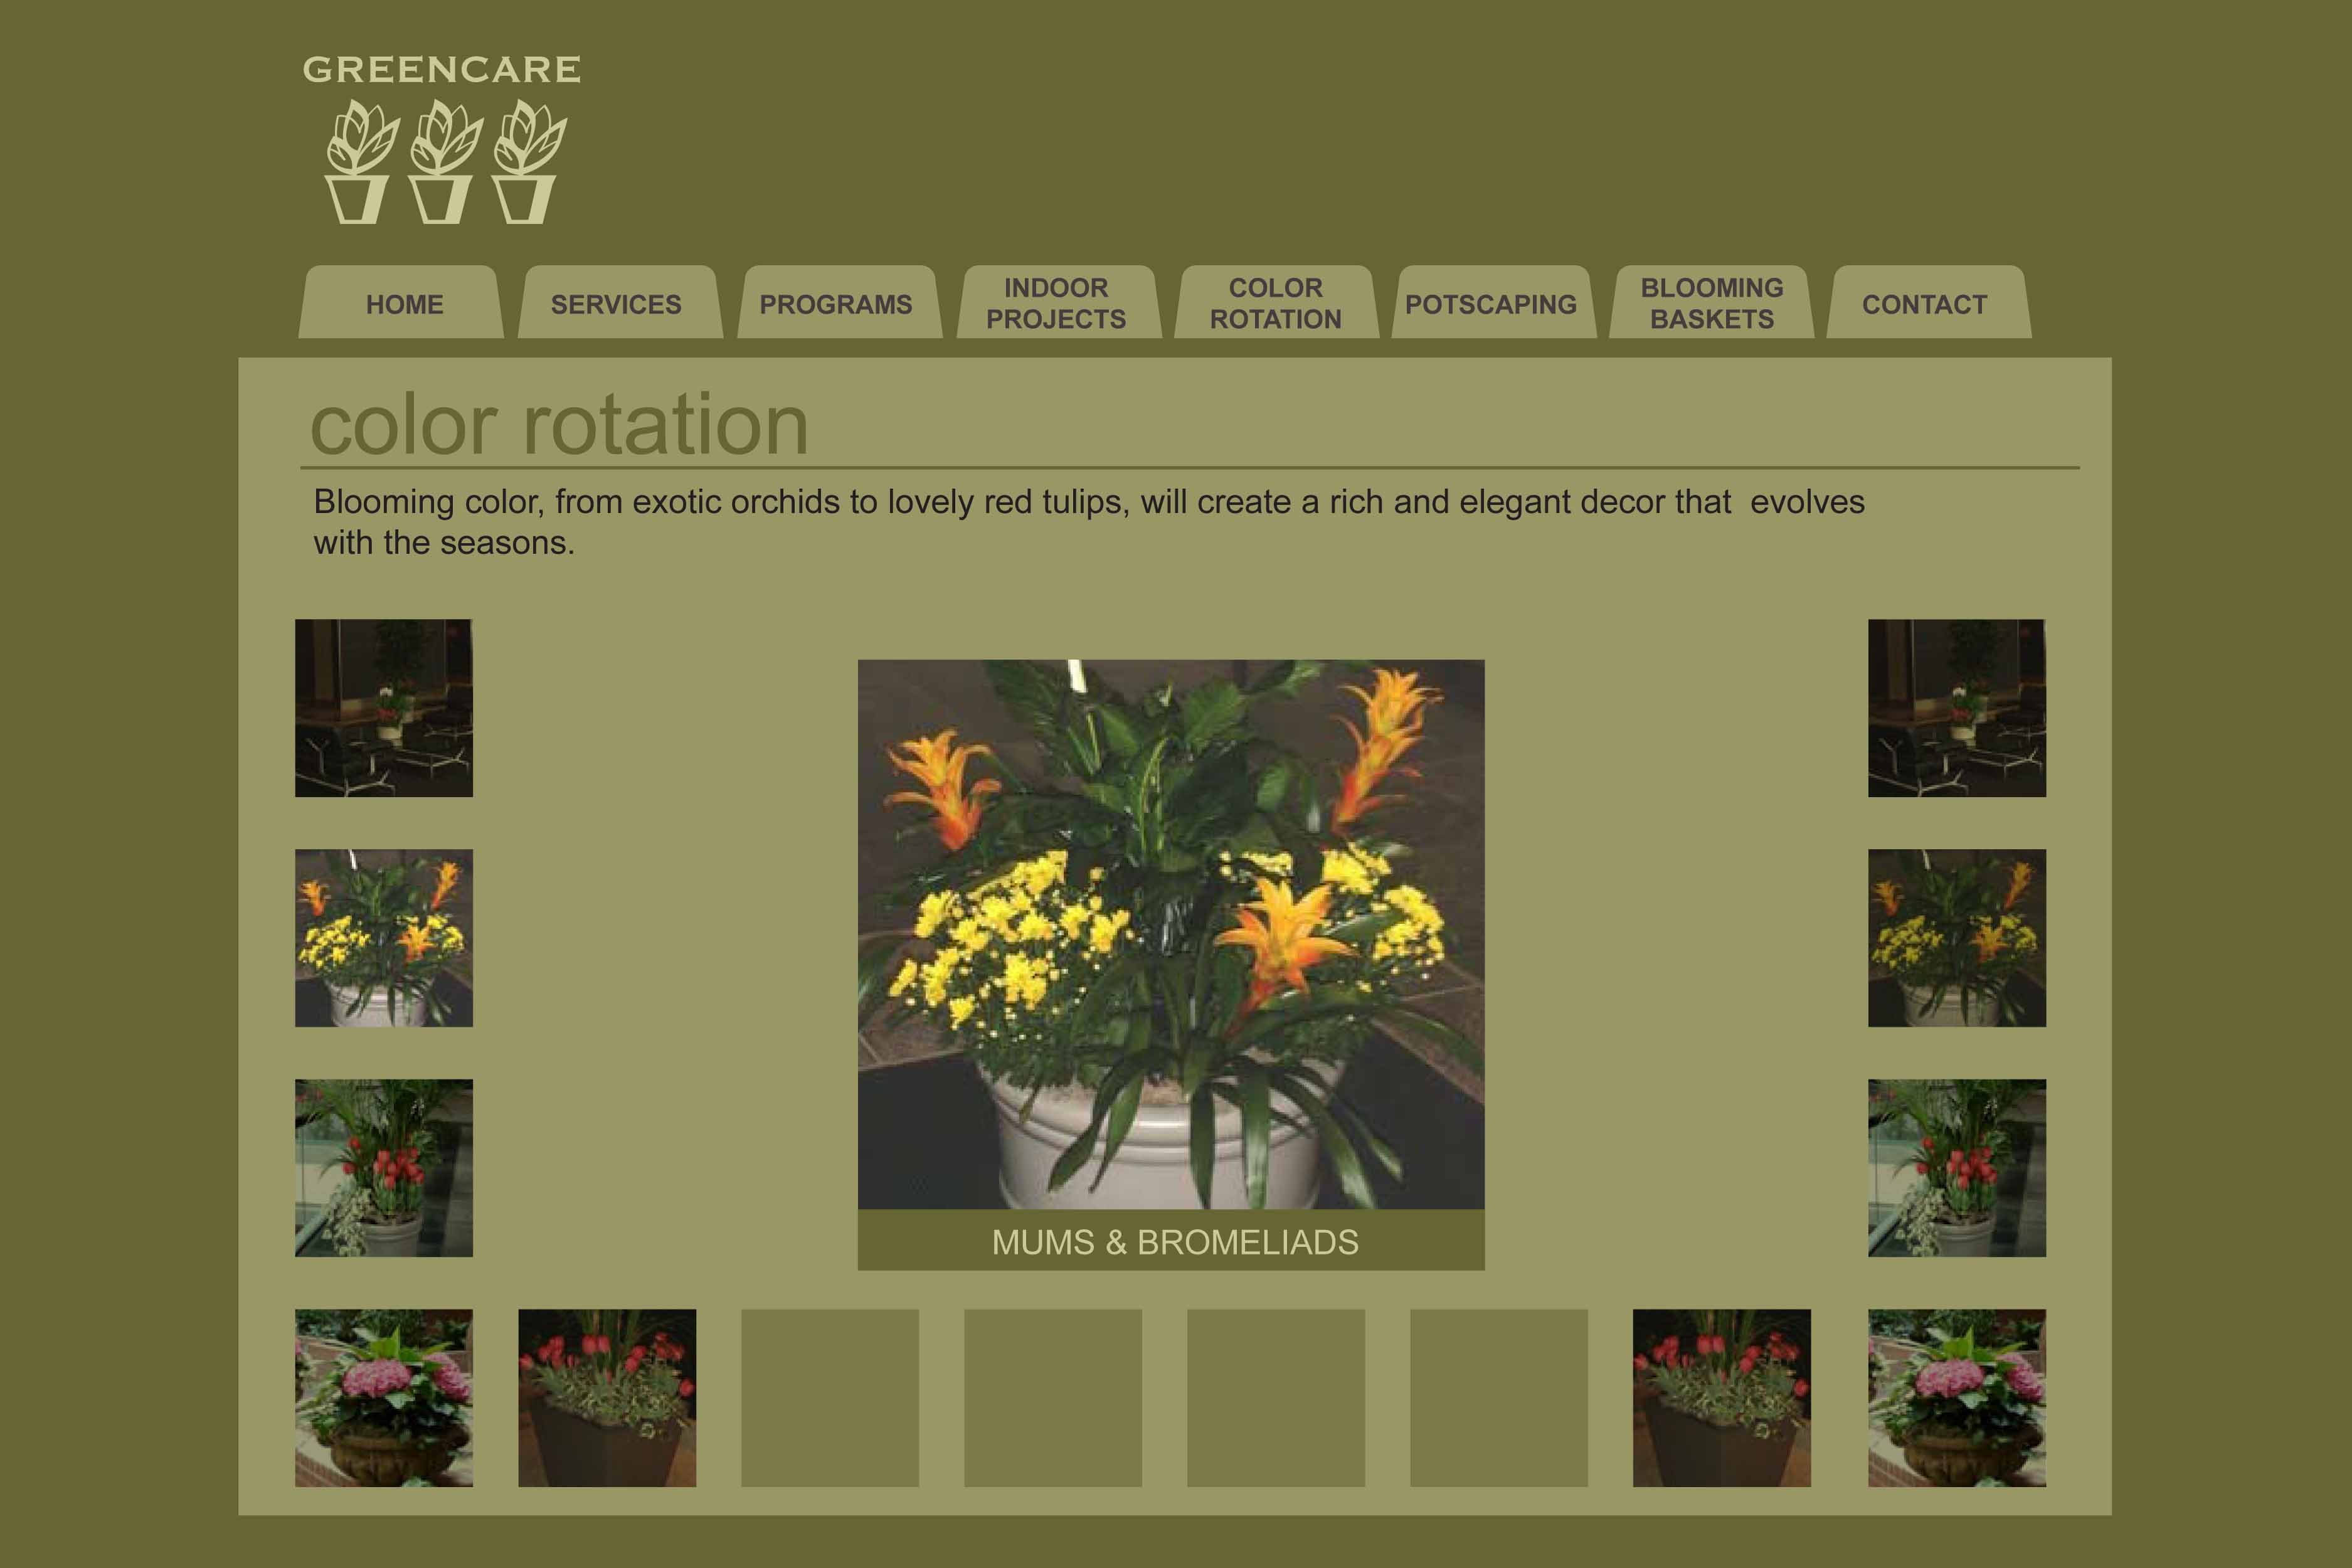 GREENCARE
HOME
SERVICES
PROGRAMS
INDOOR
PROJECTS
COLOR
ROTATION
POTSCAPING
BLOOMING
BASKETS
CONTACT
color rotation
Blooming color, from exotic orchids to lovely red tulips, will create a rich and elegant decor that  evolves
with the seasons.
MUMS & BROMELIADS